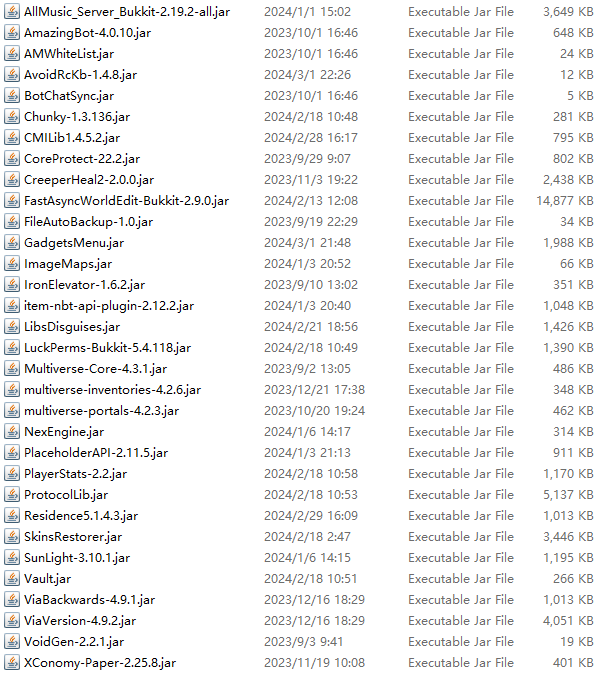 AllMusic_Server_Bukkit-2.19.2-all.jar 2024/1/1 15:02 Executable Jar File 3,649 KB
AmazingBot-4.0.10.jar 2023/10/1 16:46 Executable Jar File 648 KB
AMWhiteList.jar 2023/10/1 16:46 Executable Jar File 24 KB
AvoidRcKb-1.4.8.jar 2024/3/1 22:26 Executable Jar File 12 KB
BotChatSync.jar 2023/10/1 16:46 Executable Jar File 5 KB
Chunky-1.3.136.jar 2024/2/18 10:48 Executable Jar File 281 KB
CMILib1.4.5.2.jar 2024/2/28 16:17 Executable Jar File 795 KB
CoreProtect-22.2.jar 2023/9/29 9:07 Executable Jar File 802 KB
CreeperHeal2-2.0.0.jar 2023/11/3 19:22 Executable Jar File 2,438 KB
FastAsyncWorldEdit-Bukkit-2.9.0.jar 2024/2/13 12:08 Executable Jar File 14,877 KB
FileAutoBackup-1.0.jar 2023/9/19 22:29 Executable Jar File 34 KB
GadgetsMenu.jar 2024/3/1 21:48 Executable Jar File 1,988 KB
ImageMaps.jar 2024/1/3 20:52 Executable Jar File 66 KB
IronElevator-1.6.2.jar 2023/9/10 13:02 Executable Jar File 351 KB
item-nbt-api-plugin-2.12.2.jar 2024/1/3 20:40 Executable Jar File 1,048 KB
LibsDisguises.jar 2024/2/21 18:56 Executable Jar File 1,426 KB
LuckPerms-Bukkit-5.4.118.jar 2024/2/18 10:49 Executable Jar File 1,390 KB
Multiverse-Core-4.3.1.jar 2023/9/2 13:05 Executable Jar File 486 KB
multiverse-inventories-4.2.6.jar 2023/12/21 17:38 Executable Jar File 348 KB
multiverse-portals-4.2.3.jar 2023/10/20 19:24 Executable Jar File 462 KB
NexEngine.jar 2024/1/6 14:17 Executable Jar File 314 KB
PlaceholderAPI-2.11.5.jar 2024/1/3 21:13 Executable Jar File 911 KB
PlayerStats-2.2.jar 2024/2/18 10:58 Executable Jar File 1,170 KB
ProtocolLib.jar 2024/2/18 10:53 Executable Jar File 5,137 KB
Residence5.1.4.3.jar 2024/2/29 16:09 Executable Jar File 1,013 KB
SkinsRestorer.jar 2024/2/18 2:47 Executable Jar File 3,446 KB
SunLight-3.10.1.jar 2024/1/6 14:15 Executable Jar File 1,195 KB
Vault.jar 2024/2/18 10:51 Executable Jar File 266 KB
ViaBackwards-4.9.1.jar 2023/12/16 18:29 Executable Jar File 1,013 KB
ViaVersion-4.9.2.jar 2023/12/16 18:29 Executable Jar File 4,051 KB
VoidGen-2.2.1.jar 2023/9/3 9:41 Executable Jar File 19 KB
XConomy-Paper-2.25.8.jar 2023/11/19 10:08 Executable Jar File 401 KB